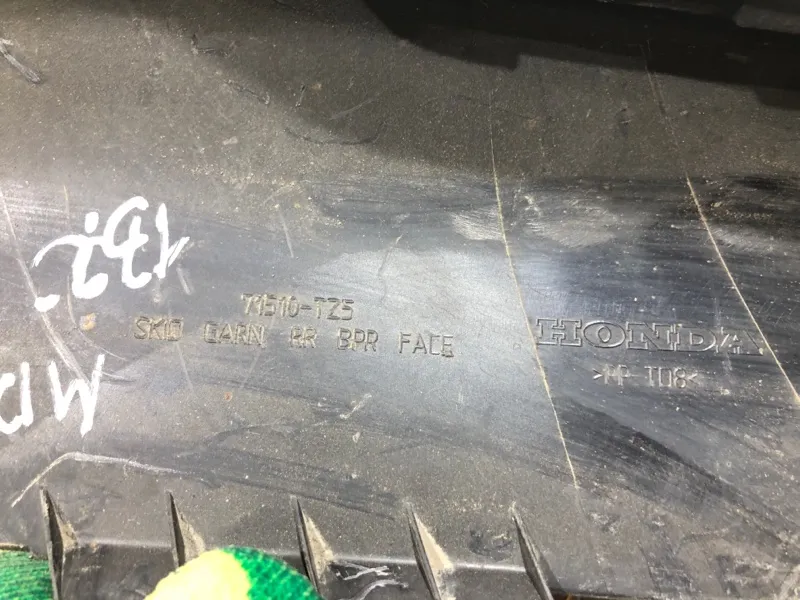 71510-TZ5
SKID GARN RR BPR FACE
HONDA
>PP-TD8<